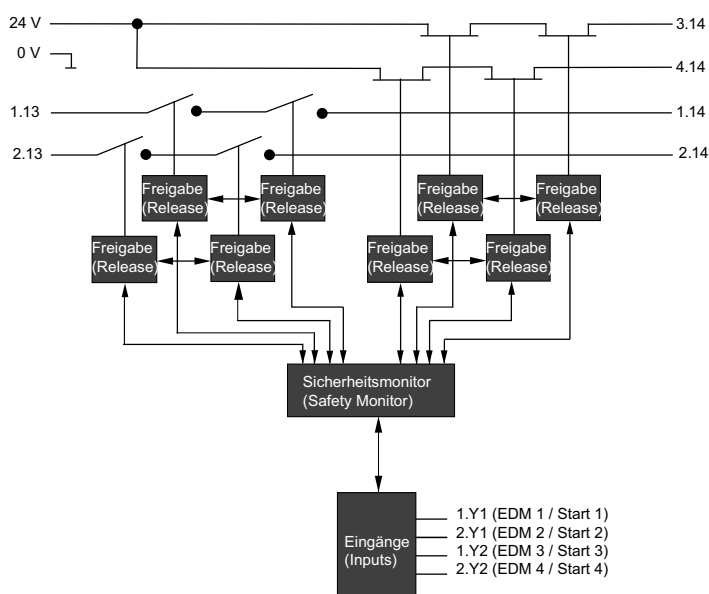 24 V
3.14
0 V
4.14
1.13
1.14
2.13
2.14
Freigabe
(Release)
Freigabe
(Release)
Freigabe
(Release)
Freigabe
(Release)
Freigabe
(Release)
Freigabe
(Release)
Freigabe
(Release)
Freigabe
(Release)
Sicherheitsmonitor
(Safety Monitor)
Eingänge
(Inputs)
1.Y1 (EDM 1 / Start 1)
2.Y1 (EDM 2 / Start 2)
1.Y2 (EDM 3 / Start 3)
2.Y2 (EDM 4 / Start 4)